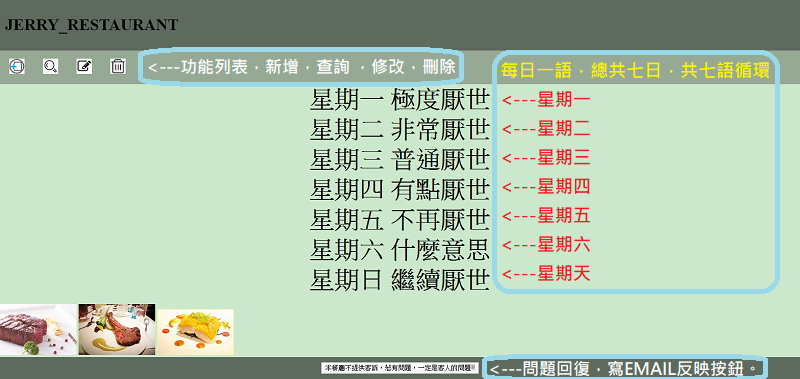 JERRY_RESTAURANT
<---功能列表．新增．查詢 ．修改．刪除
每日一語．總共七日．共七語循環
星期一 極度厭世 <---星期一
星期二 非常厭世 <---星期二
星期三 普通厭世 <---星期三
星期四 有點厭世 <---星期四
星期五 不再厭世 <---星期五
星期六 什麼意思 <---星期六
星期日 繼續厭世 <---星期天
本餐廳不提供客訴，若有問題，一定是客人的問題!!
<---問題回復．寫EMAIL反映按鈕。